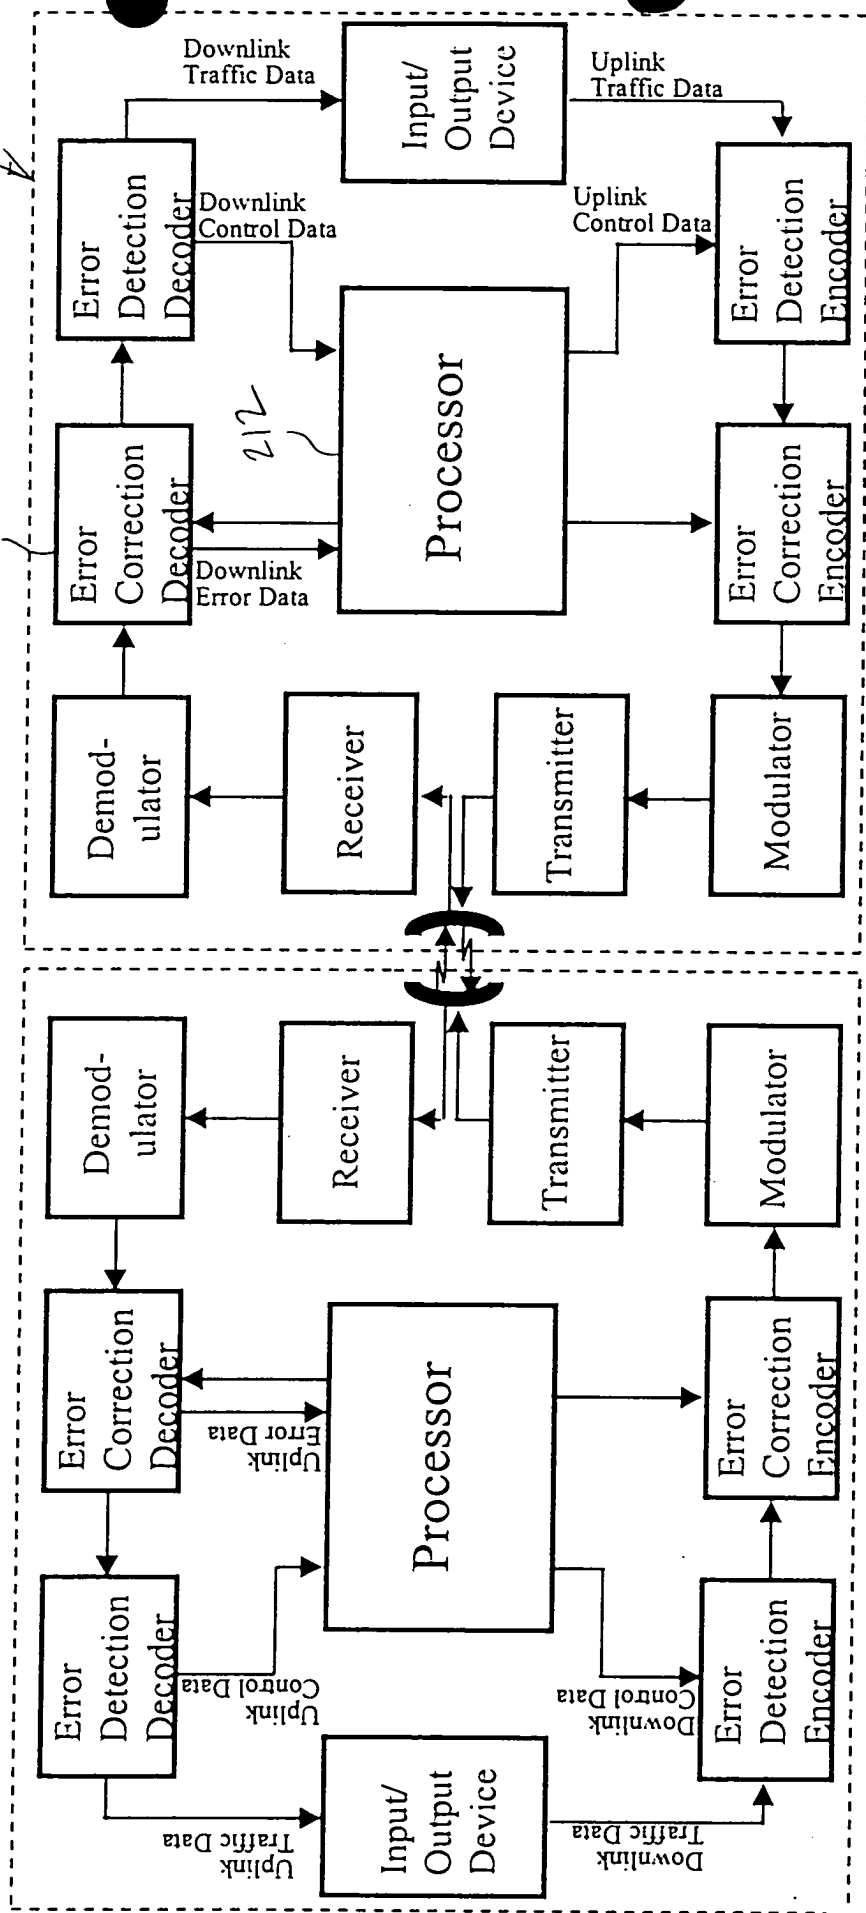 Downlink
Traffic Data
Input/
Output
Device
Uplink
Traffic Data
Error
Detection
Decoder
Downlink
Control Data
Uplink
Control Data
Error
Detection
Encoder
Error
Correction
Decoder
212
Processor
Downlink
Error Data
Error
Correction
Encoder
Demod-
ulator
Receiver
Transmitter
Modulator
Demod-
ulator
Receiver
Transmitter
Modulator
Error
Correction
Decoder
Uplink
Error Data
Processor
Error
Correction
Encoder
Error
Detection
Decoder
Uplink
Control Data
Downlink
Control Data
Error
Detection
Encoder
Uplink
Traffic Data
Input/
Output
Device
Downlink
Traffic Data